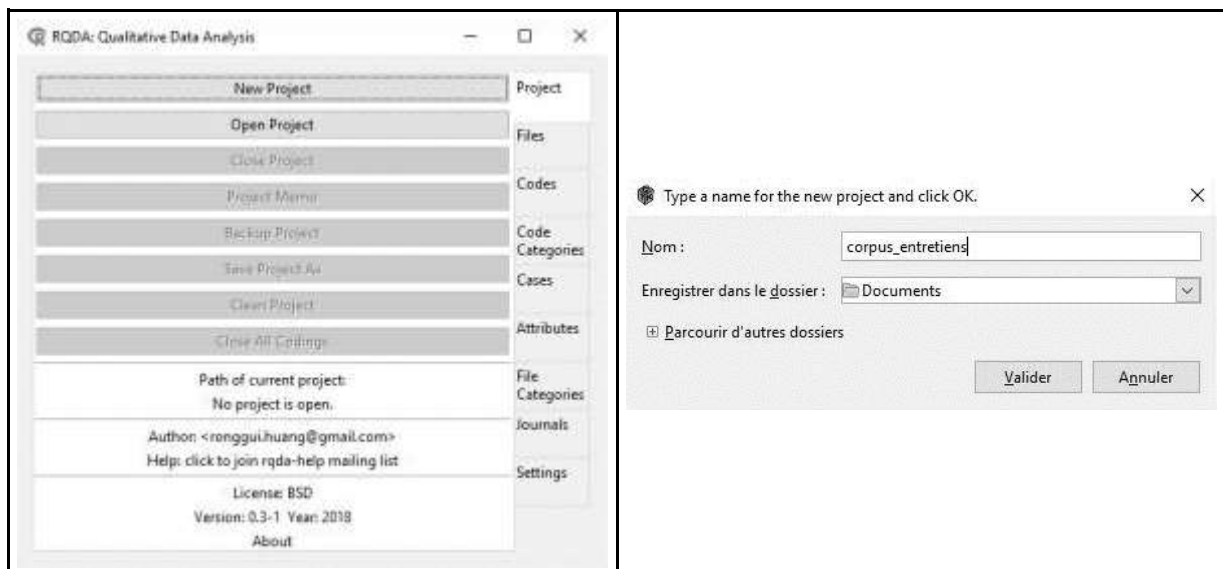 RQDA: Qualitative Data Analysis
New Project
Open Project
Close Project
Project Memo
Backup Project
Save Project As
Clean Project
Close All Codings
Path of current project:
No project is open.
Author: <ronggui.huang@gmail.com>
Help: click to join rqda-help mailing list
License: BSD
Version: 0.3-1 Year: 2018
About
Project
Files
Codes
Code
Categories
Cases
Attributes
File
Categories
Journals
Settings
Type a name for the new project and click OK.
Nom : corpus_entretiens
Enregistrer dans le dossier : Documents
Parcourir d'autres dossiers
Valider Annuler